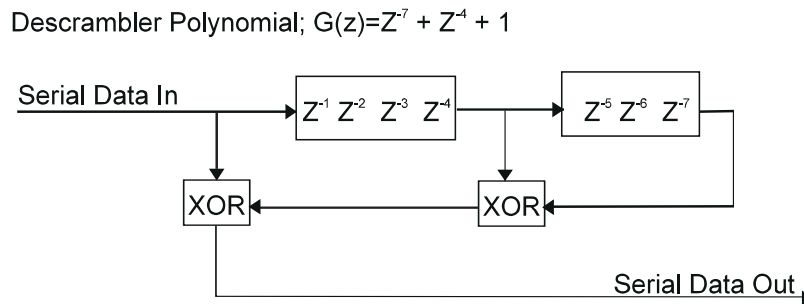 Descrambler Polynomial; G(z)=Z⁻⁷ + Z⁻⁴ + 1
Serial Data In
Z⁻¹ Z⁻² Z⁻³ Z⁻⁴
Z⁻⁵ Z⁻⁶ Z⁻⁷
XOR
XOR
Serial Data Out